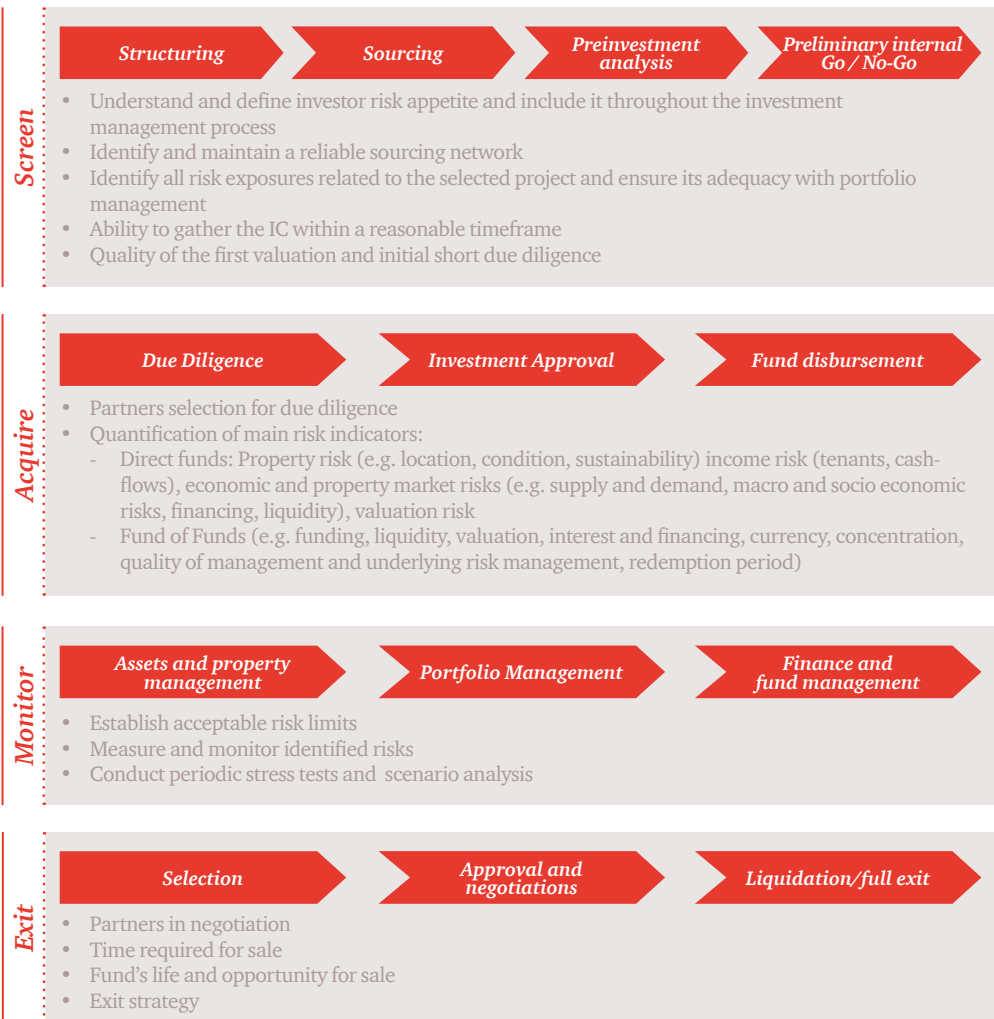 Screen
Structuring
Sourcing
Preinvestment
analysis
Preliminary internal
Go / No-Go
• Understand and define investor risk appetite and include it throughout the investment
management process
• Identify and maintain a reliable sourcing network
• Identify all risk exposures related to the selected project and ensure its adequacy with portfolio
management
• Ability to gather the IC within a reasonable timeframe
• Quality of the first valuation and initial short due diligence
Acquire
Due Diligence
Investment Approval
Fund disbursement
• Partners selection for due diligence
• Quantification of main risk indicators:
- Direct funds: Property risk (e.g. location, condition, sustainability) income risk (tenants, cash-
flows), economic and property market risks (e.g. supply and demand, macro and socio economic
risks, financing, liquidity), valuation risk
- Fund of Funds (e.g. funding, liquidity, valuation, interest and financing, currency, concentration,
quality of management and underlying risk management, redemption period)
Monitor
Assets and property
management
Portfolio Management
Finance and
fund management
• Establish acceptable risk limits
• Measure and monitor identified risks
• Conduct periodic stress tests and scenario analysis
Exit
Selection
Approval and
negotiations
Liquidation/full exit
• Partners in negotiation
• Time required for sale
• Fund's life and opportunity for sale
• Exit strategy